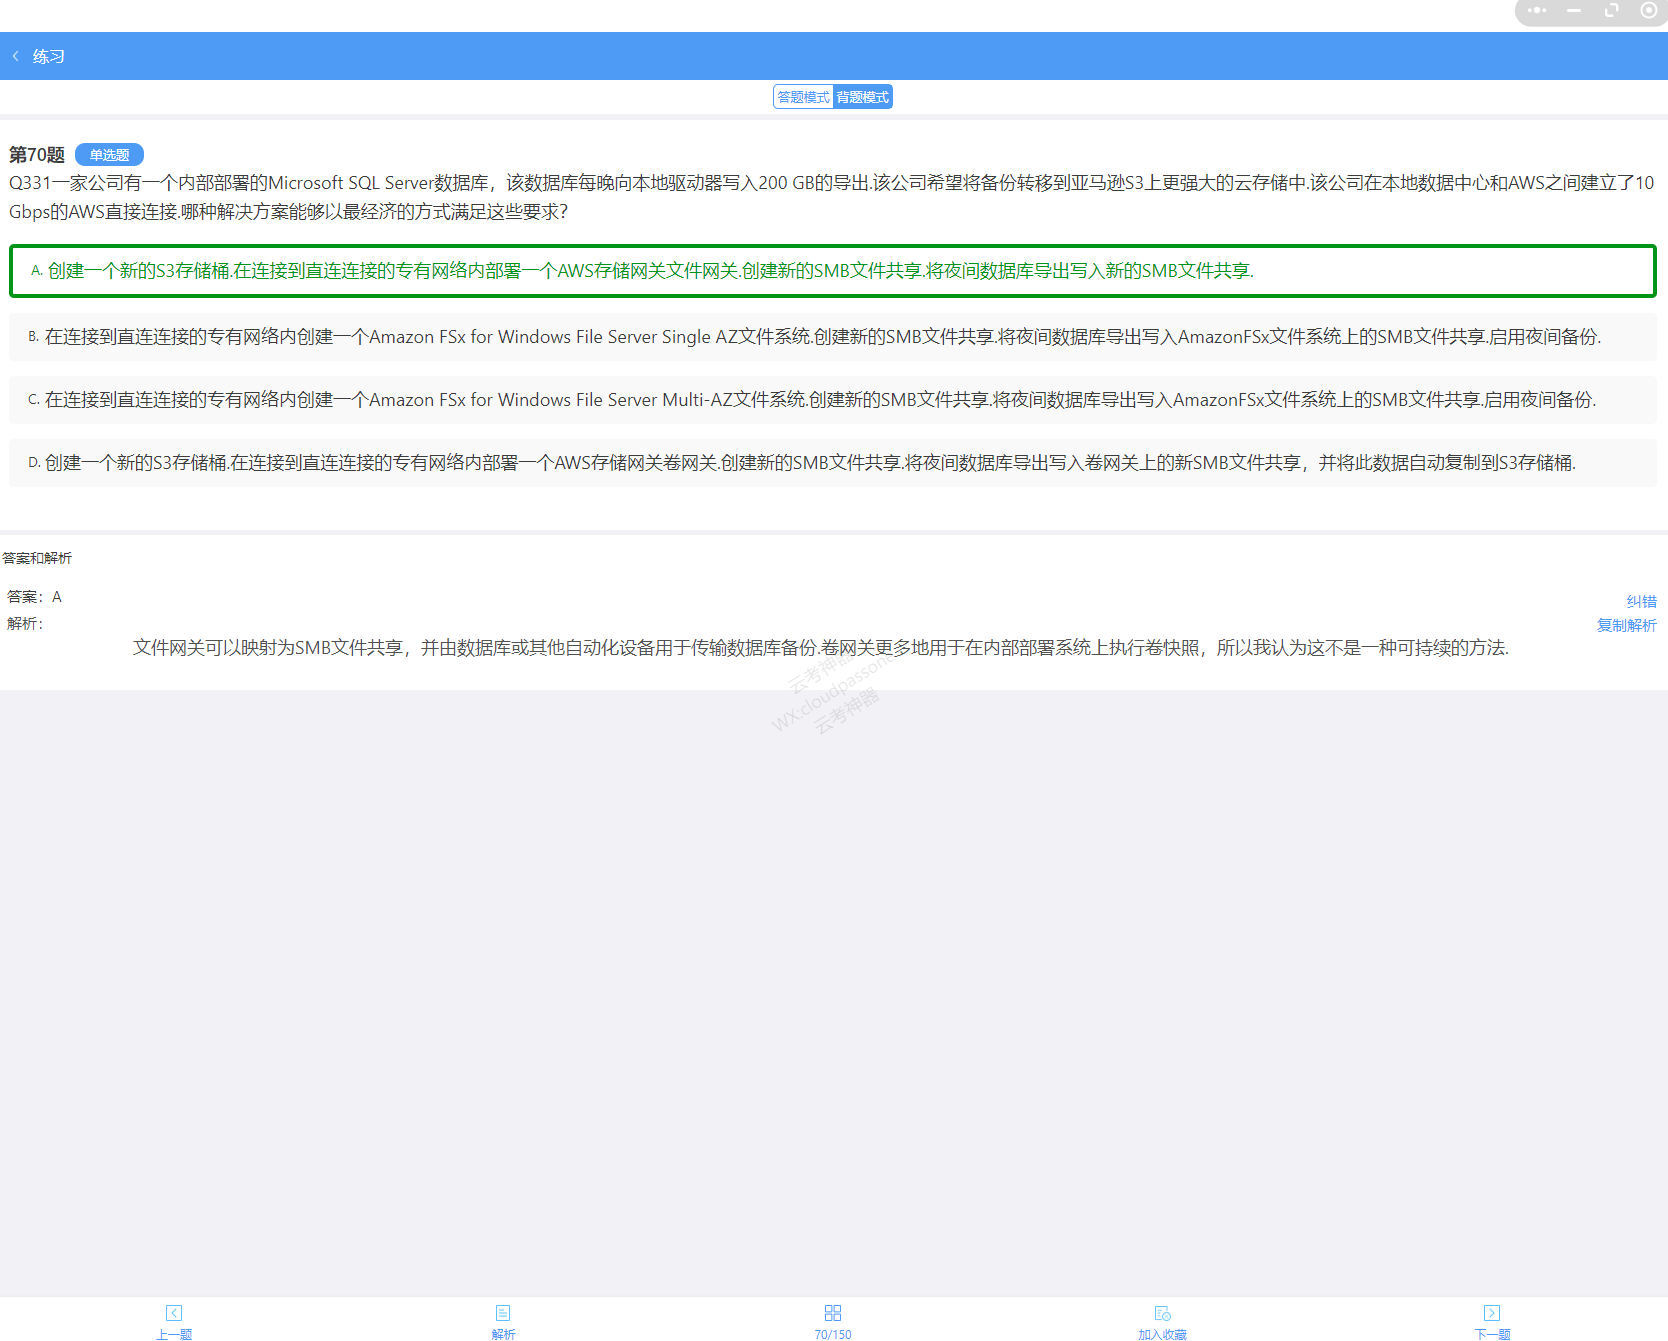 练习
答题模式 背题模式
第70题 单选题
Q331一家公司有一个内部部署的Microsoft SQL Server数据库，该数据库每晚向本地驱动器写入200 GB的导出.该公司希望将备份转移到亚马逊S3上更强大的云存储中.该公司在本地数据中心和AWS之间建立了10
Gbps的AWS直接连接.哪种解决方案能够以最经济的方式满足这些要求?
A. 创建一个新的S3存储桶.在连接到直连连接的专有网络内部署一个AWS存储网关文件网关.创建新的SMB文件共享.将夜间数据库导出写入新的SMB文件共享.
B. 在连接到直连连接的专有网络内创建一个Amazon FSx for Windows File Server Single AZ文件系统.创建新的SMB文件共享.将夜间数据库导出写入AmazonFSx文件系统上的SMB文件共享.启用夜间备份.
C. 在连接到直连连接的专有网络内创建一个Amazon FSx for Windows File Server Multi-AZ文件系统.创建新的SMB文件共享.将夜间数据库导出写入AmazonFSx文件系统上的SMB文件共享.启用夜间备份.
D. 创建一个新的S3存储桶.在连接到直连连接的专有网络内部署一个AWS存储网关卷网关.创建新的SMB文件共享.将夜间数据库导出写入卷网关上的新SMB文件共享，并将此数据自动复制到S3存储桶.
答案和解析
答案：A
纠错
解析：
复制解析
文件网关可以映射为SMB文件共享，并由数据库或其他自动化设备用于传输数据库备份.卷网关更多地用于在内部部署系统上执行卷快照，所以我认为这不是一种可持续的方法.
云考神器
WX:cloudpassone
云考神器
上一题 解析 70/150 加入收藏 下一题